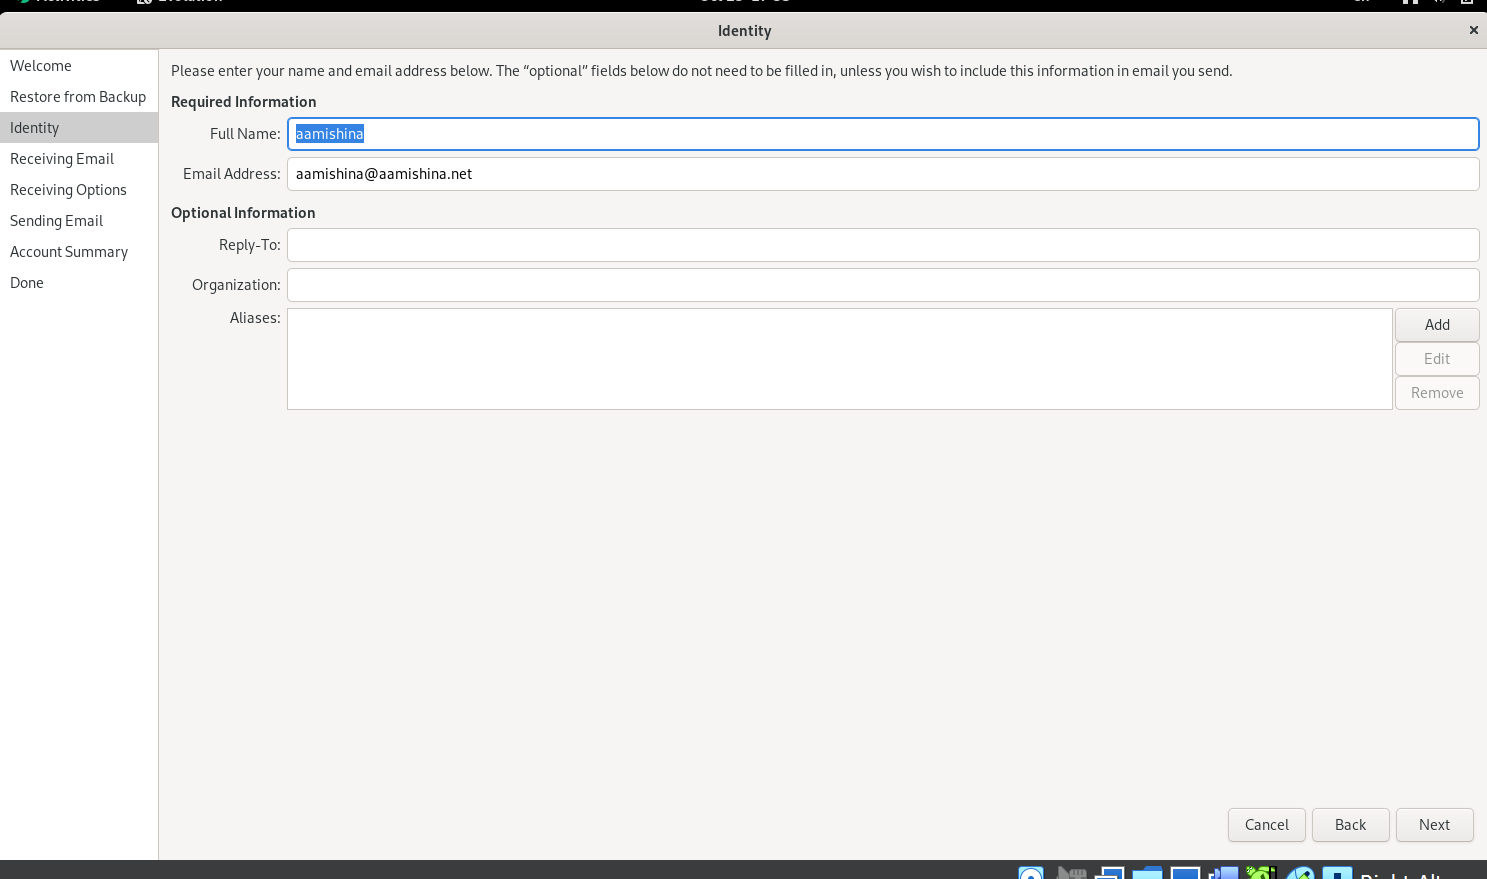 Identity
Welcome
Restore from Backup
Identity
Receiving Email
Receiving Options
Sending Email
Account Summary
Done
Please enter your name and email address below. The “optional” fields below do not need to be filled in, unless you wish to include this information in email you send.
Required Information
Full Name: aamishina
Email Address: aamishina@aamishina.net
Optional Information
Reply-To:
Organization:
Aliases:
Add
Edit
Remove
Cancel Back Next